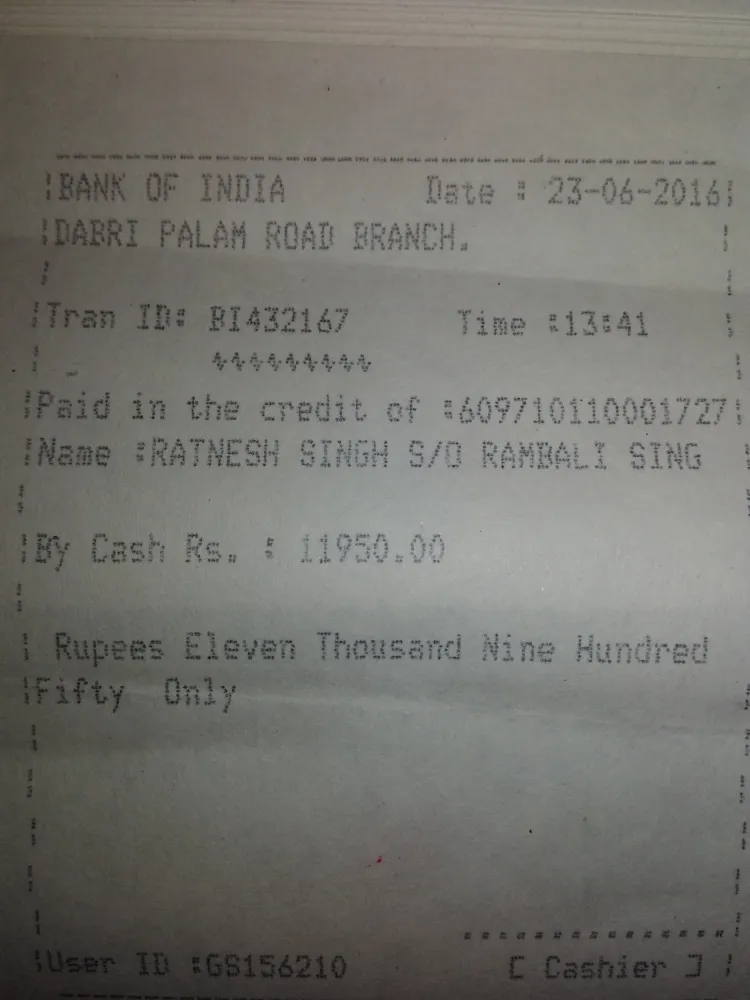 BANK OF INDIA Date : 23-06-2016
DABRI PALAM ROAD BRANCH.
Tran ID: BI432167 Time :13:41
Paid in the credit of :609710110001727
Name :RATNESH SINGH S/O RAMBALI SING
By Cash Rs. : 11950.00
Rupees Eleven Thousand Nine Hundred
Fifty Only
User ID :GS156210 [ Cashier ]